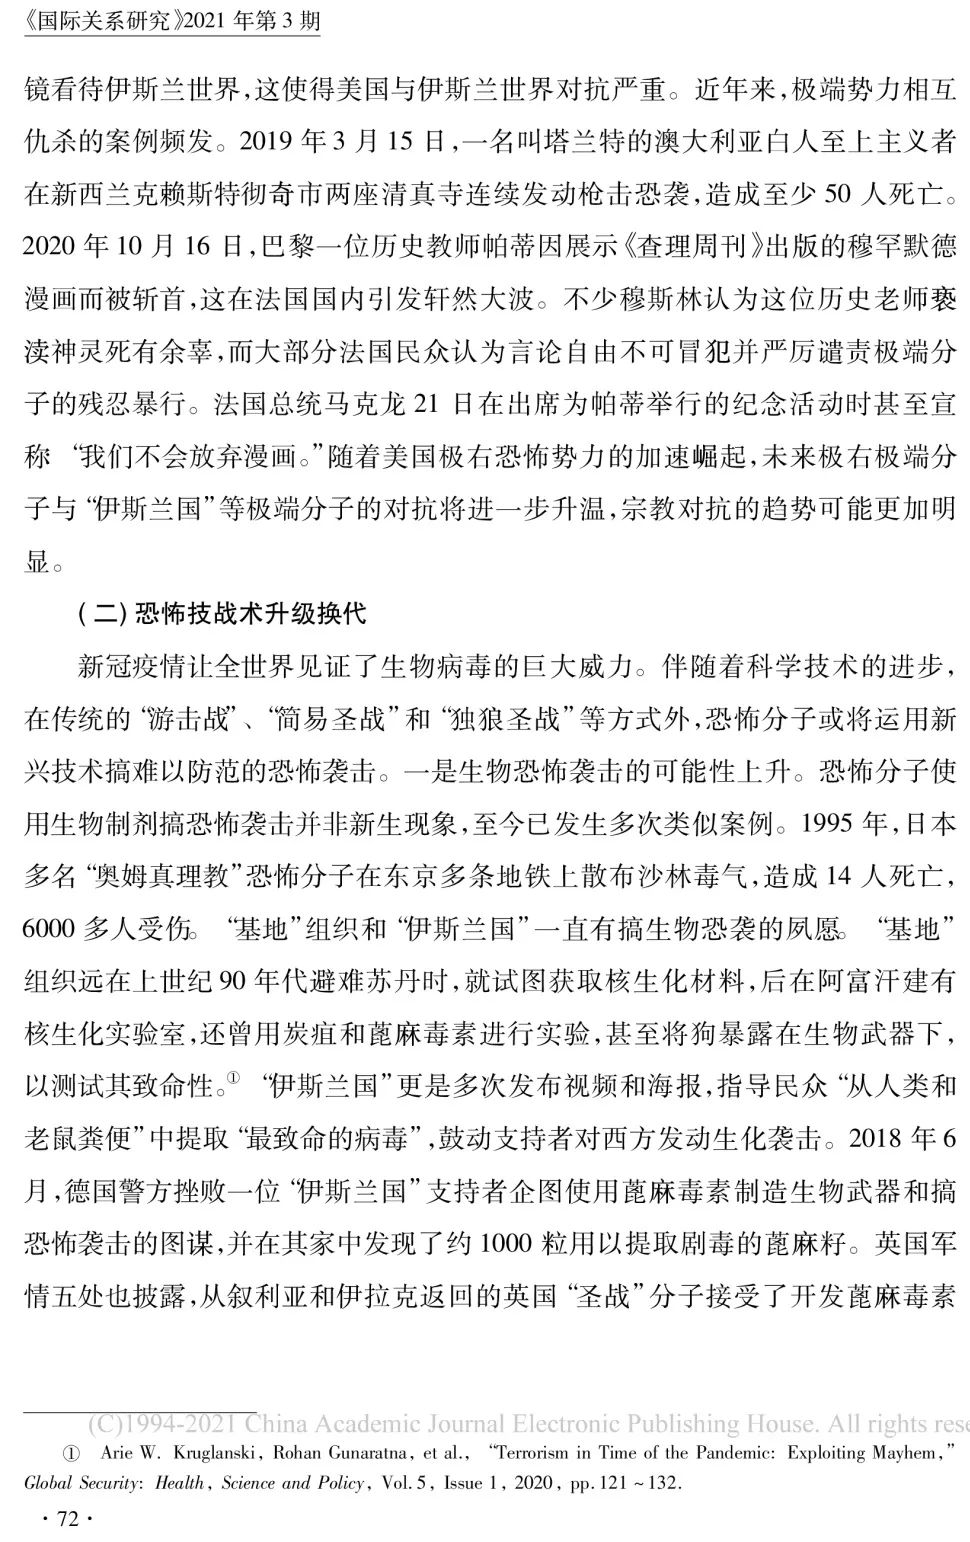 《国际关系研究》2021 年第 3 期
镜看待伊斯兰世界,这使得美国与伊斯兰世界对抗严重。近年来,极端势力相互
仇杀的案例频发。2019 年 3 月 15 日,一名叫塔兰特的澳大利亚白人至上主义者
在新西兰克赖斯特彻奇市两座清真寺连续发动枪击恐袭,造成至少 50 人死亡。
2020 年 10 月 16 日,巴黎一位历史教师帕蒂因展示《查理周刊》出版的穆罕默德
漫画而被斩首,这在法国国内引发轩然大波。不少穆斯林认为这位历史老师亵
渎神灵死有余辜,而大部分法国民众认为言论自由不可冒犯并严厉谴责极端分
子的残忍暴行。法国总统马克龙 21 日在出席为帕蒂举行的纪念活动时甚至宣
称:“我们不会放弃漫画。”随着美国极右恐怖势力的加速崛起,未来极右极端分
子与“伊斯兰国”等极端分子的对抗将进一步升温,宗教对抗的趋势可能更加明
显。
(二)恐怖技战术升级换代
新冠疫情让全世界见证了生物病毒的巨大威力。伴随着科学技术的进步,
在传统的“游击战”、“简易圣战”和“独狼圣战”等方式外,恐怖分子或将运用新
兴技术搞难以防范的恐怖袭击。一是生物恐怖袭击的可能性上升。恐怖分子使
用生物制剂搞恐怖袭击并非新生现象,至今已发生多次类似案例。1995 年,日本
多名“奥姆真理教”恐怖分子在东京多条地铁上散布沙林毒气,造成 14 人死亡,
6000 多人受伤。“基地”组织和“伊斯兰国”一直有搞生物恐袭的夙愿。“基地”
组织远在上世纪 90 年代避难苏丹时,就试图获取核生化材料,后在阿富汗建有
核生化实验室,还曾用炭疽和蓖麻毒素进行实验,甚至将狗暴露在生物武器下,
以测试其致命性。①“伊斯兰国”更是多次发布视频和海报,指导民众“从人类和
老鼠粪便”中提取“最致命的病毒”,鼓动支持者对西方发动生化袭击。2018 年 6
月,德国警方挫败一位“伊斯兰国”支持者企图使用蓖麻毒素制造生物武器和搞
恐怖袭击的图谋,并在其家中发现了约 1000 粒用以提取剧毒的蓖麻籽。英国军
情五处也披露,从叙利亚和伊拉克返回的英国“圣战”分子接受了开发蓖麻毒素
(C)1994-2021 China Academic Journal Electronic Publishing House. All rights rese
① Arie W. Kruglanski, Rohan Gunaratna, et al., “Terrorism in Time of the Pandemic: Exploiting Mayhem,”
Global Security: Health, Science and Policy, Vol. 5, Issue 1, 2020, pp. 121 ~ 132.
· 72 ·